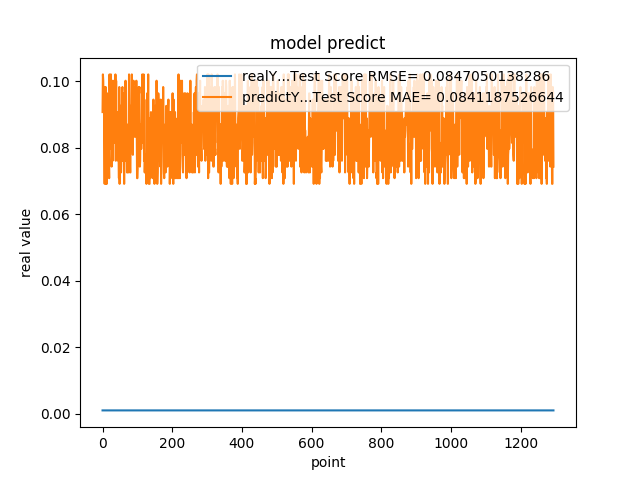 model predict
realY...Test Score RMSE= 0.0847050138286
predictY...Test Score MAE= 0.0841187526644
0.10
0.08
0.06
0.04
0.02
0.00
real value
0 200 400 600 800 1000 1200
point